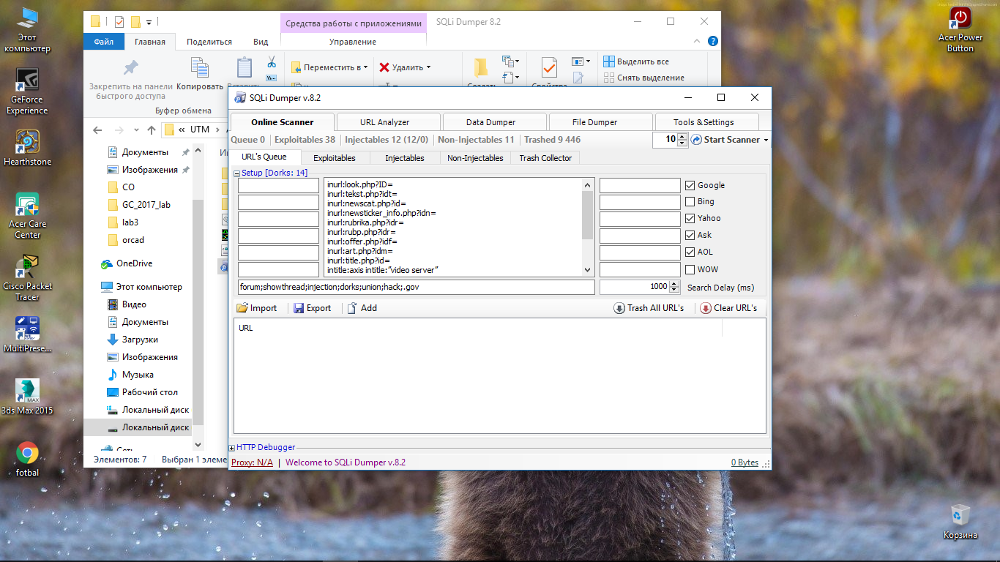 Этот компьютер
GeForce Experience
Hearthstone
Acer Care Center
Cisco Packet Tracer
MultiPrese...
3ds Max 2015
fotbal
Acer Power Button
Корзина
Средства работы с приложениями
SQLi Dumper 8.2
Файл
Главная
Поделиться
Вид
Управление
Закрепить на панели быстрого доступа
Копировать
Переместить в
Удалить
Выделить все
Снять выделение
Буфер обмена
« UTM ›
Документы
Изображения
CO
GC_2017_lab
lab3
orcad
OneDrive
Этот компьютер
Видео
Документы
Загрузки
Изображения
Музыка
Рабочий стол
Локальный диск
Локальный диск
Сеть
Элементов: 7
Выбран 1 элеме
SQLi Dumper v.8.2
Online Scanner
URL Analyzer
Data Dumper
File Dumper
Tools & Settings
Queue 0
Exploitables 38
Injectables 12 (12/0)
Non-Injectables 11
Trashed 9 446
10
Start Scanner
URL's Queue
Exploitables
Injectables
Non-Injectables
Trash Collector
Setup [Dorks: 14]
inurl:look.php?ID=
inurl:tekst.php?idt=
inurl:newscat.php?id=
inurl:newsticker_info.php?idn=
inurl:rubrika.php?idr=
inurl:rubp.php?idr=
inurl:offer.php?idf=
inurl:art.php?idm=
inurl:title.php?id=
intitle:axis intitle:"video server"
Google
Bing
Yahoo
Ask
AOL
WOW
forum;showthread;injection;dorks;union;hack;.gov
1000
Search Delay (ms)
Import
Export
Add
Trash All URL's
Clear URL's
URL
HTTP Debugger
Proxy: N/A | Welcome to SQLi Dumper v.8.2
0 Bytes